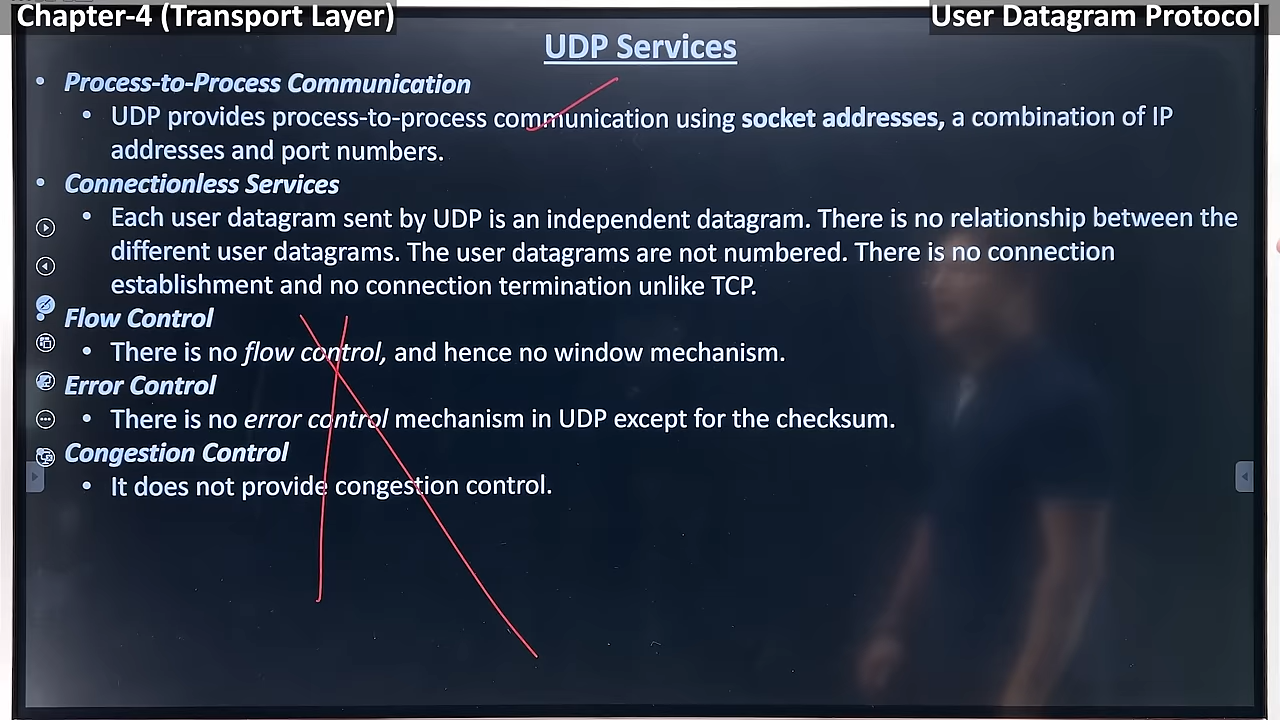 Chapter-4 (Transport Layer)
User Datagram Protocol
UDP Services
• Process-to-Process Communication
• UDP provides process-to-process communication using socket addresses, a combination of IP
addresses and port numbers.
• Connectionless Services
• Each user datagram sent by UDP is an independent datagram. There is no relationship between the
different user datagrams. The user datagrams are not numbered. There is no connection
establishment and no connection termination unlike TCP.
• Flow Control
• There is no flow control, and hence no window mechanism.
• Error Control
• There is no error control mechanism in UDP except for the checksum.
• Congestion Control
• It does not provide congestion control.